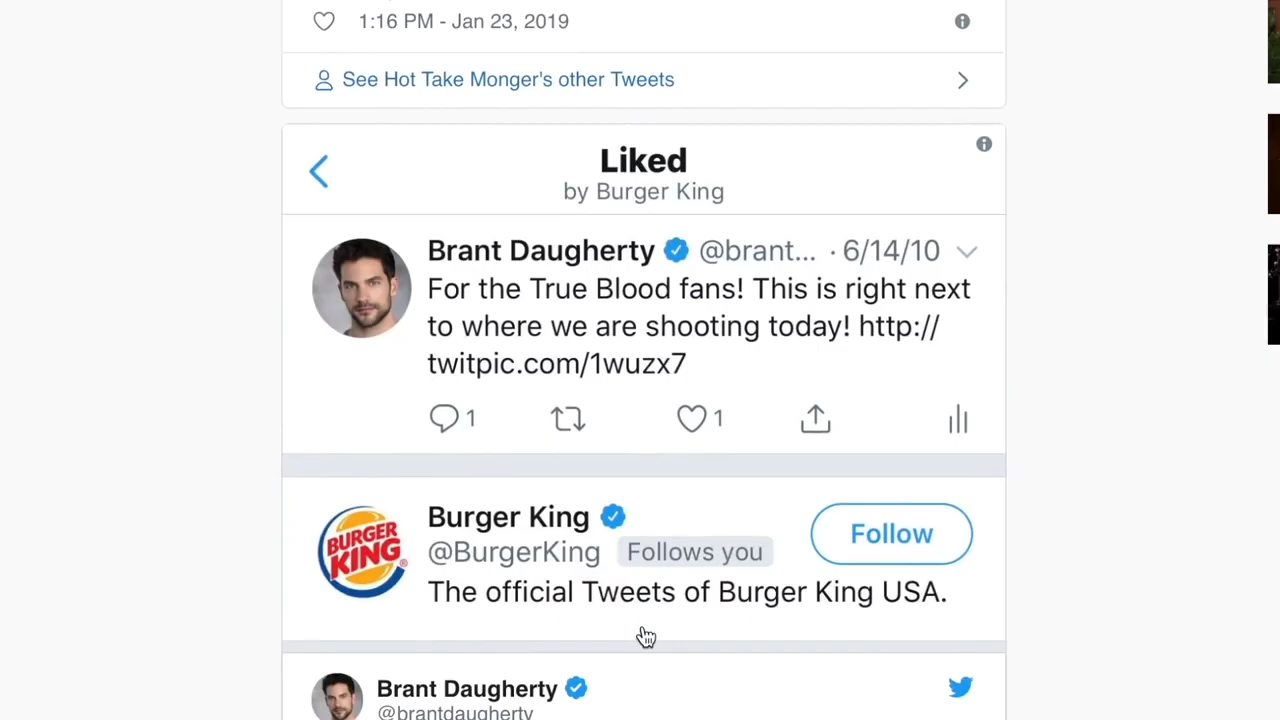 1:16 PM - Jan 23, 2019
See Hot Take Monger's other Tweets
Liked
by Burger King
Brant Daugherty @brant... · 6/14/10
For the True Blood fans! This is right next
to where we are shooting today! http://
twitpic.com/1wuzx7
1 1
Burger King
@BurgerKing Follows you
Follow
The official Tweets of Burger King USA.
BURGER
KING
Brant Daugherty
@brantdaugherty